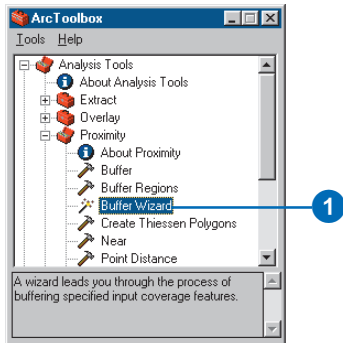 ArcToolbox
Tools Help
Analysis Tools
About Analysis Tools
Extract
Overlay
Proximity
About Proximity
Buffer
Buffer Regions
Buffer Wizard
1
Create Thiessen Polygons
Near
Point Distance
A wizard leads you through the process of
buffering specified input coverage features.